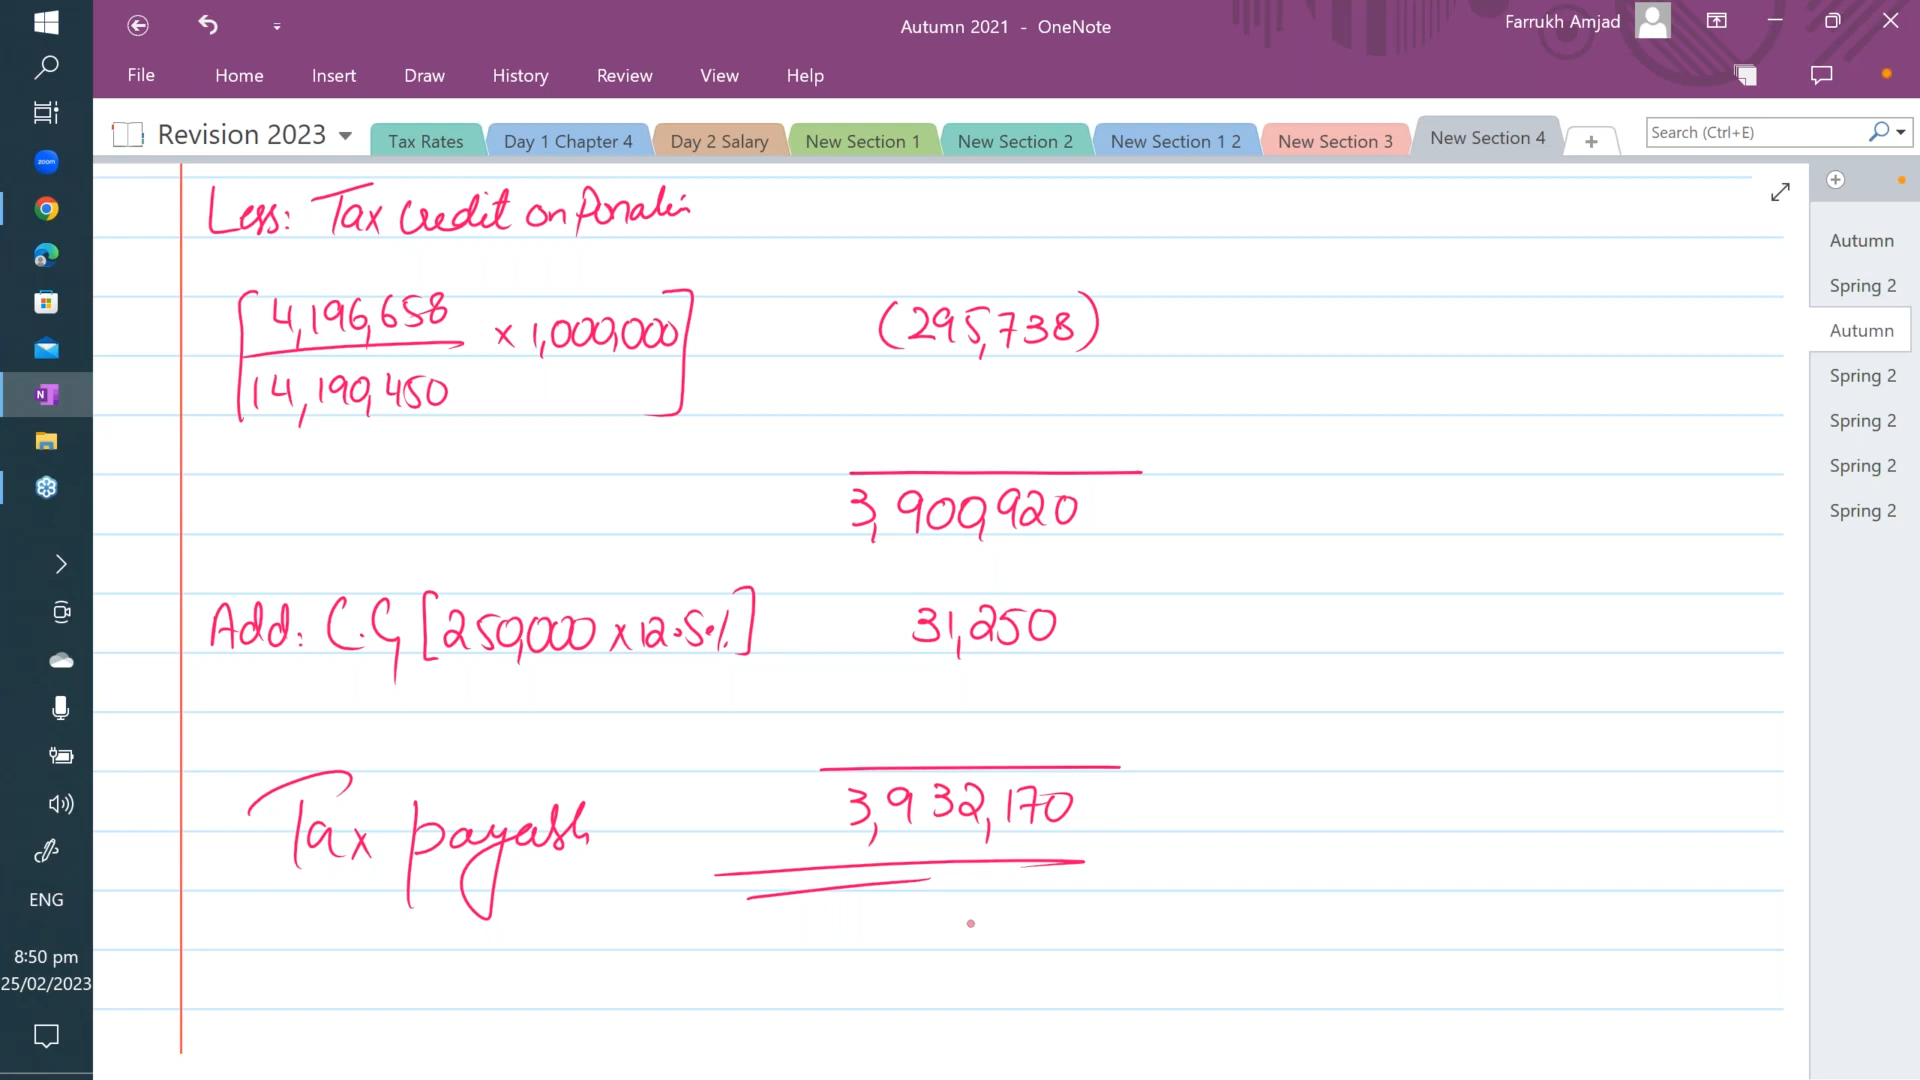 Autumn 2021 - OneNote
Farrukh Amjad
File Home Insert Draw History Review View Help
Revision 2023
Tax Rates
Day 1 Chapter 4
Day 2 Salary
New Section 1
New Section 2
New Section 1 2
New Section 3
New Section 4
+
Search (Ctrl+E)
Less: Tax credit on
[4,196,658 / 14,190,450 x 1,000,000] (295,738)
3,900,920
Add: C.G [250,000 x 12.5%] 31,250
Tax 3,932,170
Autumn
Spring 2
Autumn
Spring 2
Spring 2
Spring 2
Spring 2
zoom
N
ENG
8:50 pm
25/02/2023